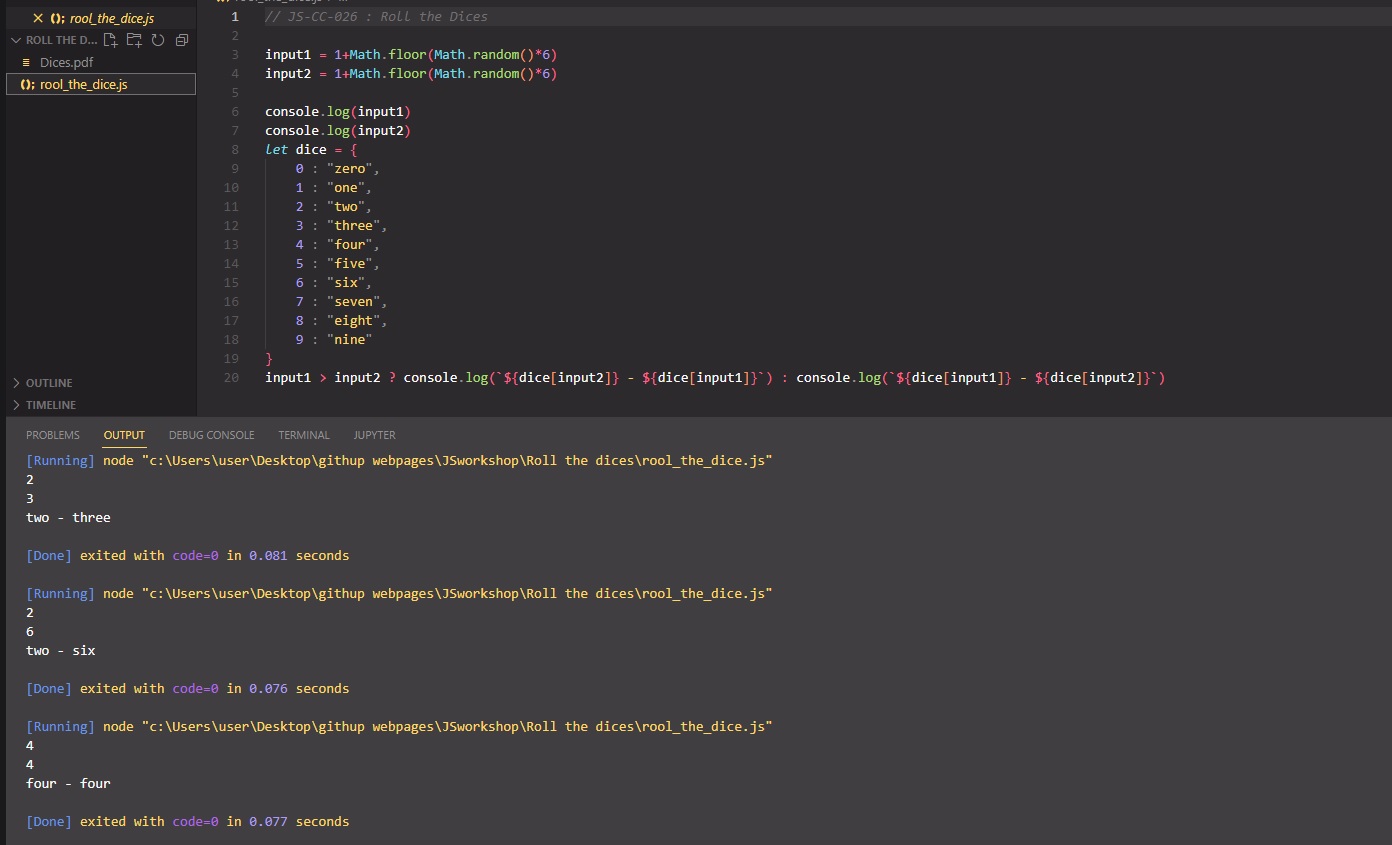 rool_the_dice.js
ROLL THE D...
Dices.pdf
rool_the_dice.js
OUTLINE
TIMELINE
1 // JS-CC-026 : Roll the Dices
2
3 input1 = 1+Math.floor(Math.random()*6)
4 input2 = 1+Math.floor(Math.random()*6)
5
6 console.log(input1)
7 console.log(input2)
8 let dice = {
9 0 : "zero",
10 1 : "one",
11 2 : "two",
12 3 : "three",
13 4 : "four",
14 5 : "five",
15 6 : "six",
16 7 : "seven",
17 8 : "eight",
18 9 : "nine"
19 }
20 input1 > input2 ? console.log(`${dice[input2]} - ${dice[input1]}`) : console.log(`${dice[input1]} - ${dice[input2]}`)
PROBLEMS OUTPUT DEBUG CONSOLE TERMINAL JUPYTER
[Running] node "c:\Users\user\Desktop\githup webpages\JSworkshop\Roll the dices\rool_the_dice.js"
2
3
two - three
[Done] exited with code=0 in 0.081 seconds
[Running] node "c:\Users\user\Desktop\githup webpages\JSworkshop\Roll the dices\rool_the_dice.js"
2
6
two - six
[Done] exited with code=0 in 0.076 seconds
[Running] node "c:\Users\user\Desktop\githup webpages\JSworkshop\Roll the dices\rool_the_dice.js"
4
4
four - four
[Done] exited with code=0 in 0.077 seconds